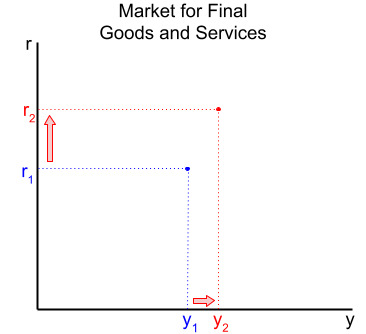 Market for Final
Goods and Services
r
r2
r1
y1 y2 y